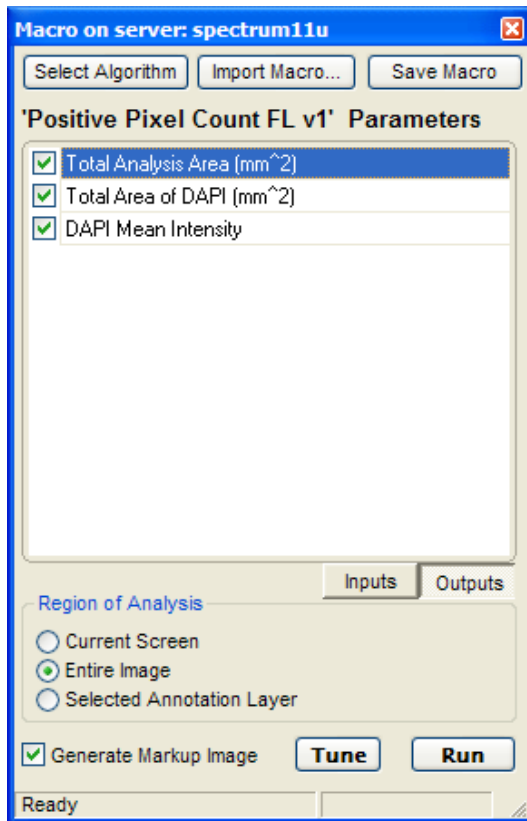 Macro on server: spectrum11u
Select Algorithm Import Macro... Save Macro
'Positive Pixel Count FL v1' Parameters
Total Analysis Area (mm^2)
Total Area of DAPI (mm^2)
DAPI Mean Intensity
Inputs Outputs
Region of Analysis
Current Screen
Entire Image
Selected Annotation Layer
Generate Markup Image Tune Run
Ready